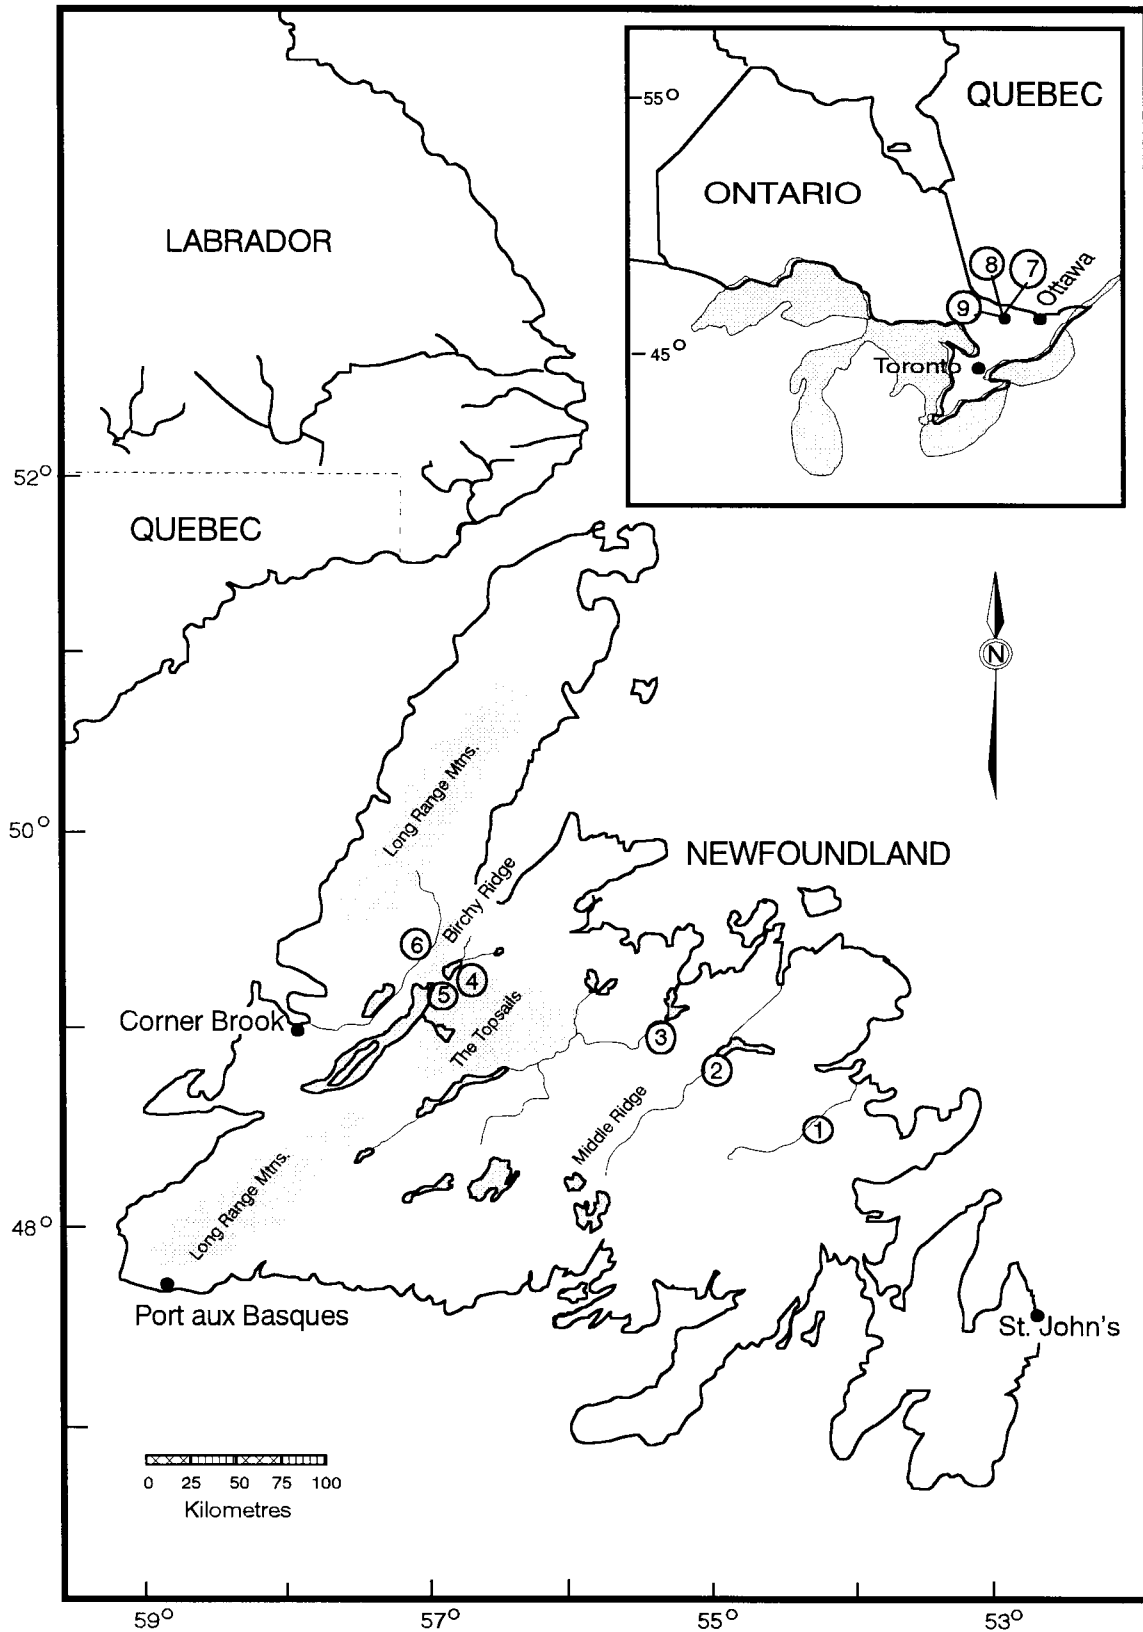 55°
QUEBEC
ONTARIO
LABRADOR
8
7
Ottawa
9
45°
Toronto
52°
QUEBEC
N
Long Range Mtns.
50°
NEWFOUNDLAND
Birchy Ridge
6
4
5
Corner Brook
The Topsails
3
2
Middle Ridge
1
Long Range Mtns.
48°
Port aux Basques
St. John's
0 25 50 75 100
Kilometres
59° 57° 55° 53°